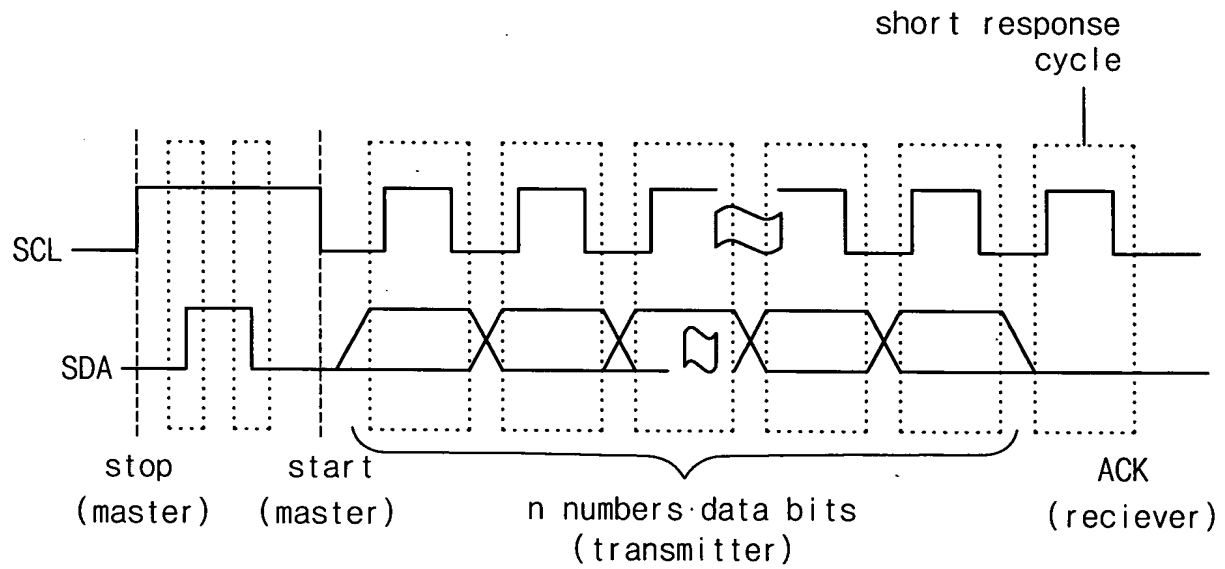 short response
cycle
SCL
SDA
stop
(master)
start
(master)
n numbers data bits
(transmitter)
ACK
(reciever)